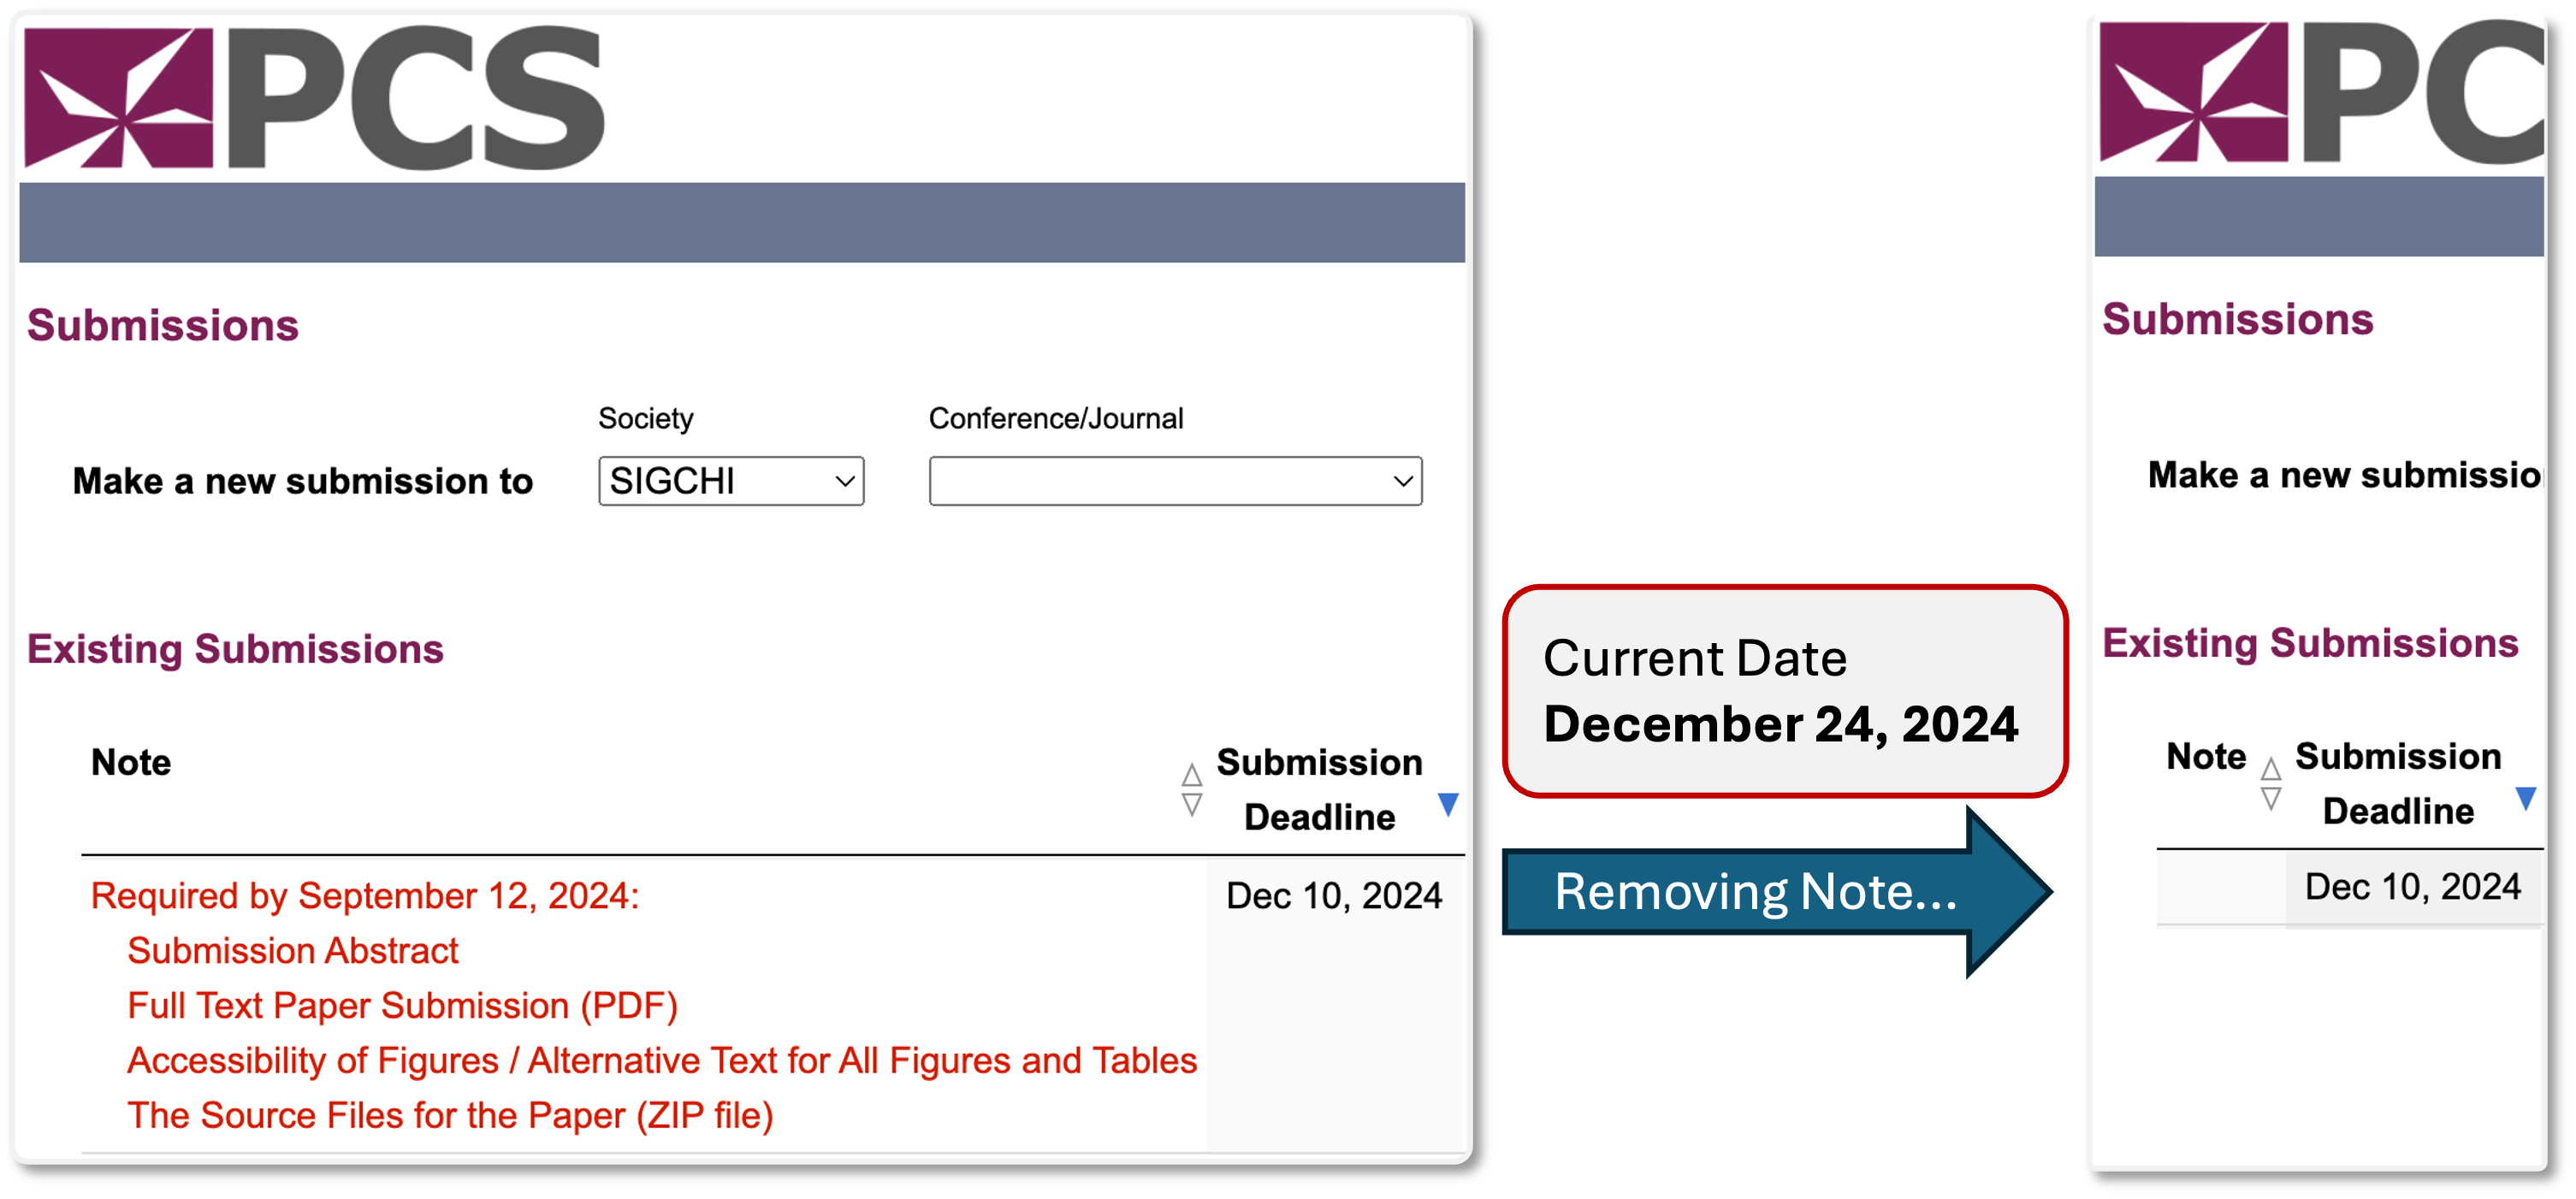 PCS
Submissions
Society
Conference/Journal
Make a new submission to
SIGCHI
Existing Submissions
Note
Submission
Deadline
Required by September 12, 2024:
Dec 10, 2024
Submission Abstract
Full Text Paper Submission (PDF)
Accessibility of Figures / Alternative Text for All Figures and Tables
The Source Files for the Paper (ZIP file)
Current Date
December 24, 2024
Removing Note...
PC
Submissions
Make a new submissio
Existing Submissions
Note
Submission
Deadline
Dec 10, 2024